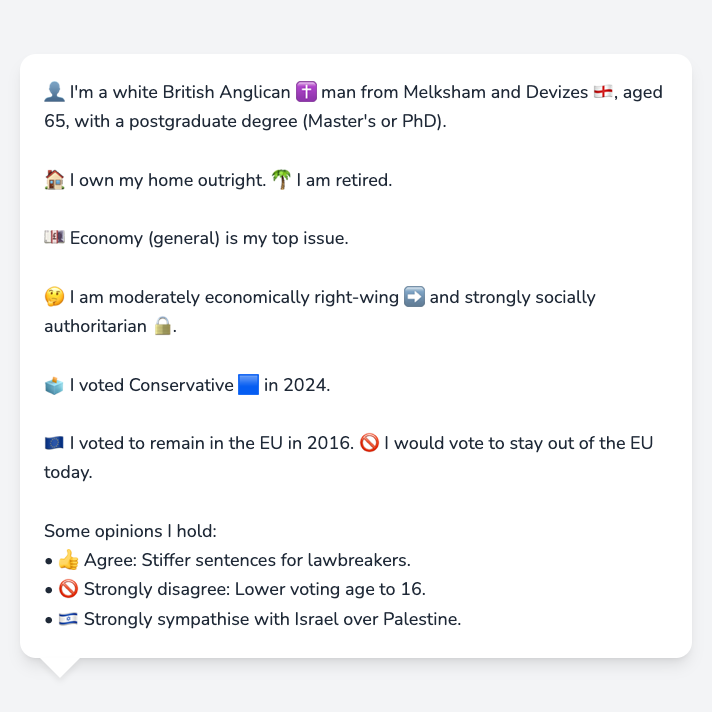 👤 I'm a white British Anglican ✝️ man from Melksham and Devizes 🏴󠁧󠁢󠁥󠁮󠁧󠁿, aged
65, with a postgraduate degree (Master's or PhD).
🏠 I own my home outright. 🌴 I am retired.
💷 Economy (general) is my top issue.
🤔 I am moderately economically right-wing ➡️ and strongly socially
authoritarian 🔒.
🗳️ I voted Conservative 🟦 in 2024.
🇪🇺 I voted to remain in the EU in 2016. 🚫 I would vote to stay out of the EU
today.
Some opinions I hold:
• 👍 Agree: Stiffer sentences for lawbreakers.
• 🚫 Strongly disagree: Lower voting age to 16.
• 🇮🇱 Strongly sympathise with Israel over Palestine.